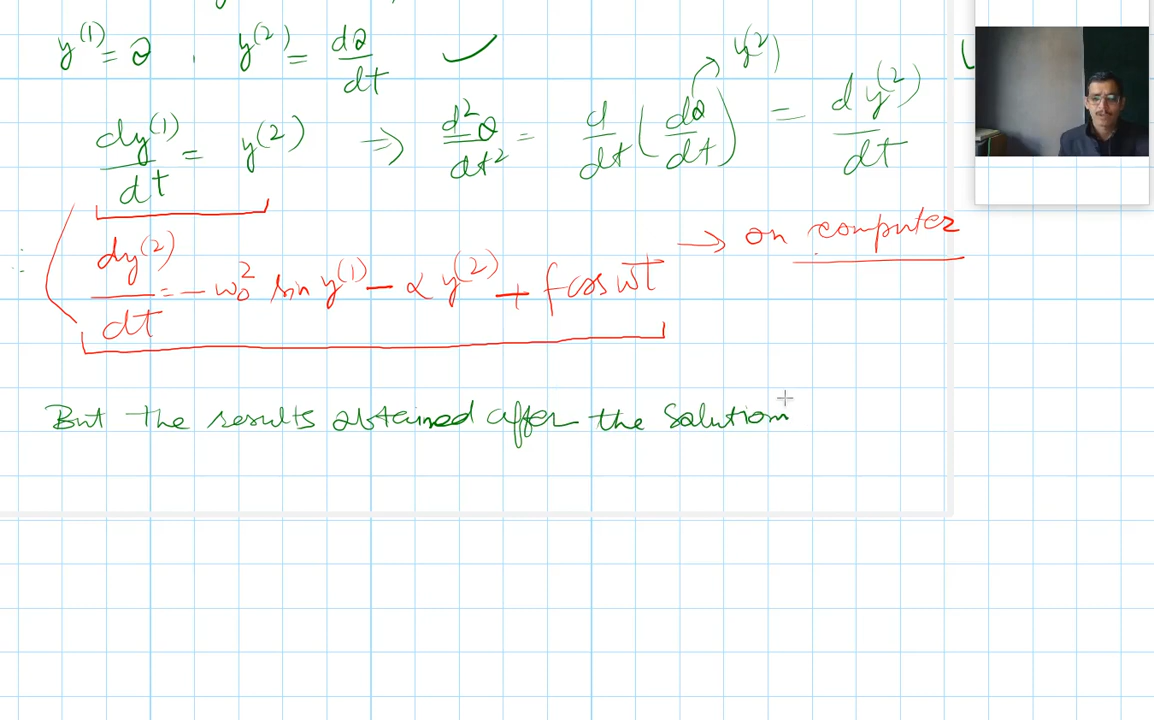 y^(1) = θ , y^(2) = dθ/dt ✓
dy^(1)/dt = y^(2) ⇒ d²θ/dt² = d/dt (dθ/dt) → y^(2) = dy^(2)/dt
dy^(2)/dt = -ω₀² sin y^(1) - α y^(2) + f cos ωt → on computer
But the results obtained after the solution